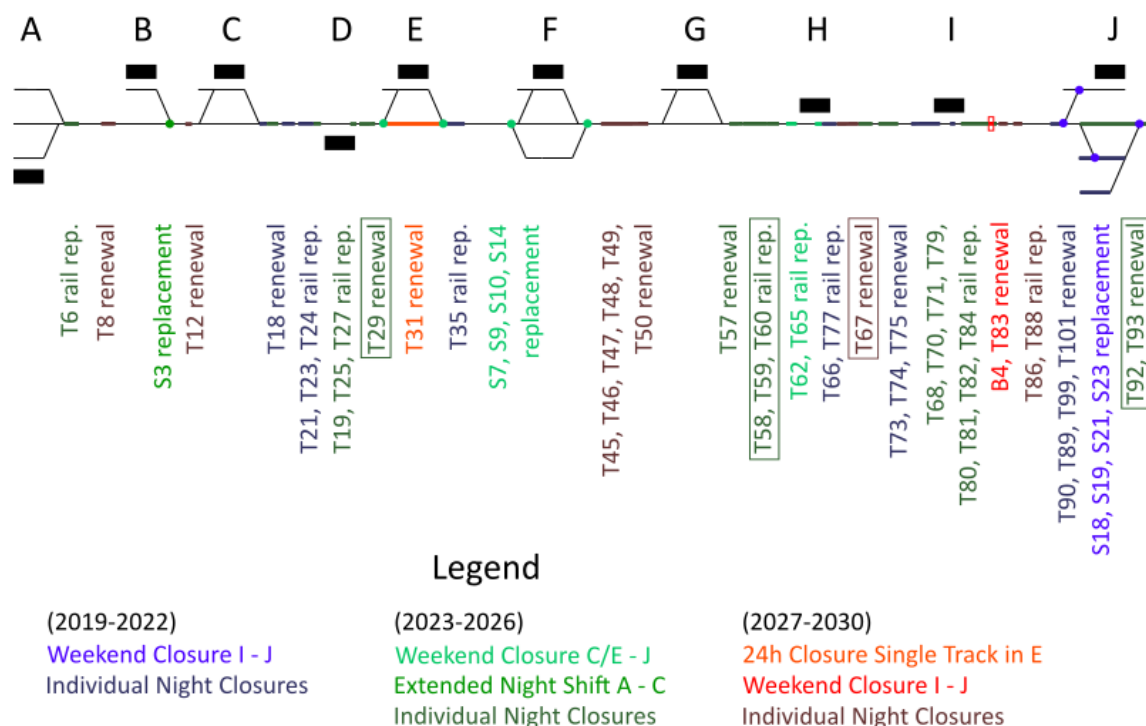 A B C D E F G H I J
T6 rail rep.
T8 renewal
S3 replacement
T12 renewal
T18 renewal
T21, T23, T24 rail rep.
T19, T25, T27 rail rep.
T29 renewal
T31 renewal
T35 rail rep.
S7, S9, S10, S14
replacement
T45, T46, T47, T48, T49,
T50 renewal
T57 renewal
T58, T59, T60 rail rep.
T62, T65 rail rep.
T66, T77 rail rep.
T67 renewal
T73, T74, T75 renewal
T68, T70, T71, T79,
T80, T81, T82, T84 rail rep.
B4, T83 renewal
T86, T88 rail rep.
T90, T89, T99, T101 renewal
S18, S19, S21, S23 replacement
T92, T93 renewal
Legend
(2019-2022)
Weekend Closure I - J
Individual Night Closures
(2023-2026)
Weekend Closure C/E - J
Extended Night Shift A - C
Individual Night Closures
(2027-2030)
24h Closure Single Track in E
Weekend Closure I - J
Individual Night Closures